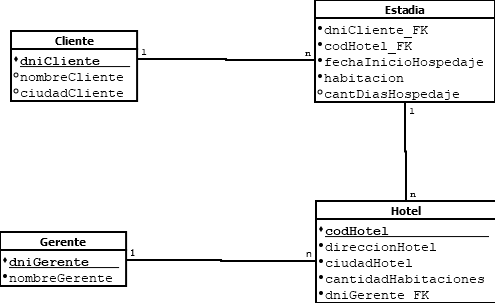 Cliente
dniCliente
nombreCliente
ciudadCliente
1
n
Estadia
dniCliente_FK
codHotel_FK
fechaInicioHospedaje
habitacion
cantDiasHospedaje
1
n
Gerente
dniGerente
nombreGerente
1
n
Hotel
codHotel
direccionHotel
ciudadHotel
cantidadHabitaciones
dniGerente_FK